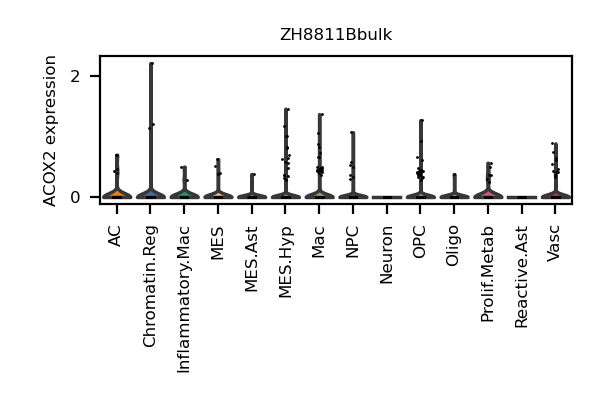 ZH8811Bbulk
ACOX2 expression
2
0
AC
Chromatin.Reg
Inflammatory.Mac
MES
MES.Ast
MES.Hyp
Mac
NPC
Neuron
OPC
Oligo
Prolif.Metab
Reactive.Ast
Vasc